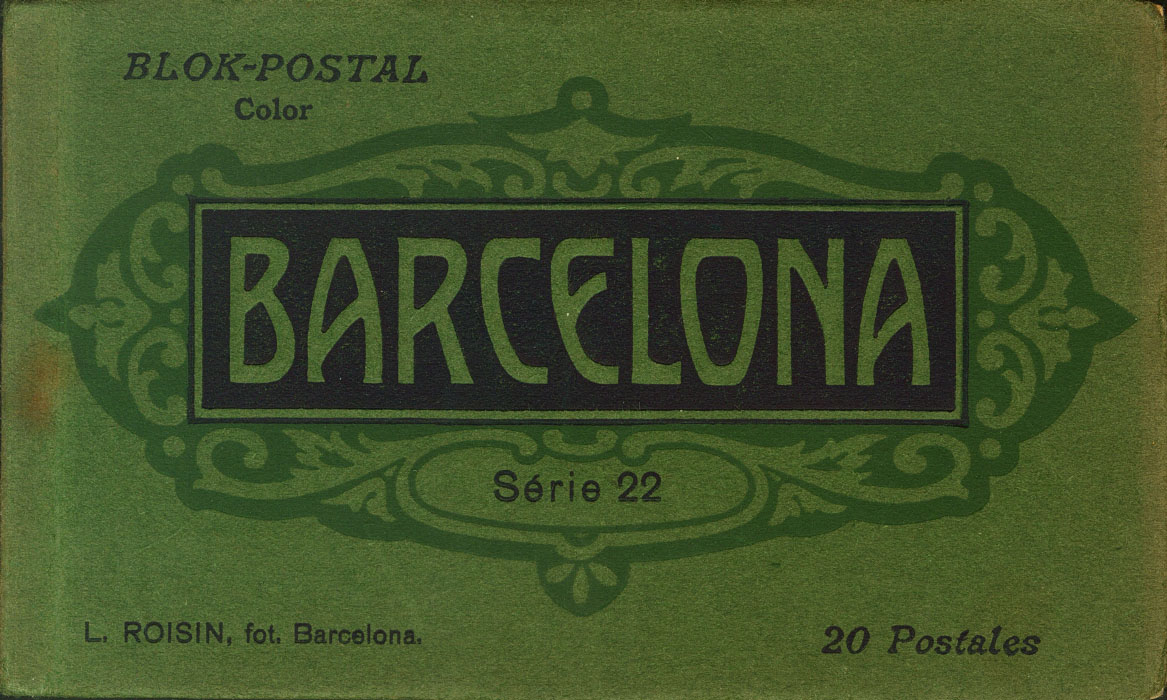 BLOK-POSTAL
Color
BARCELONA
Série 22
L. ROISIN, fot. Barcelona.
20 Postales